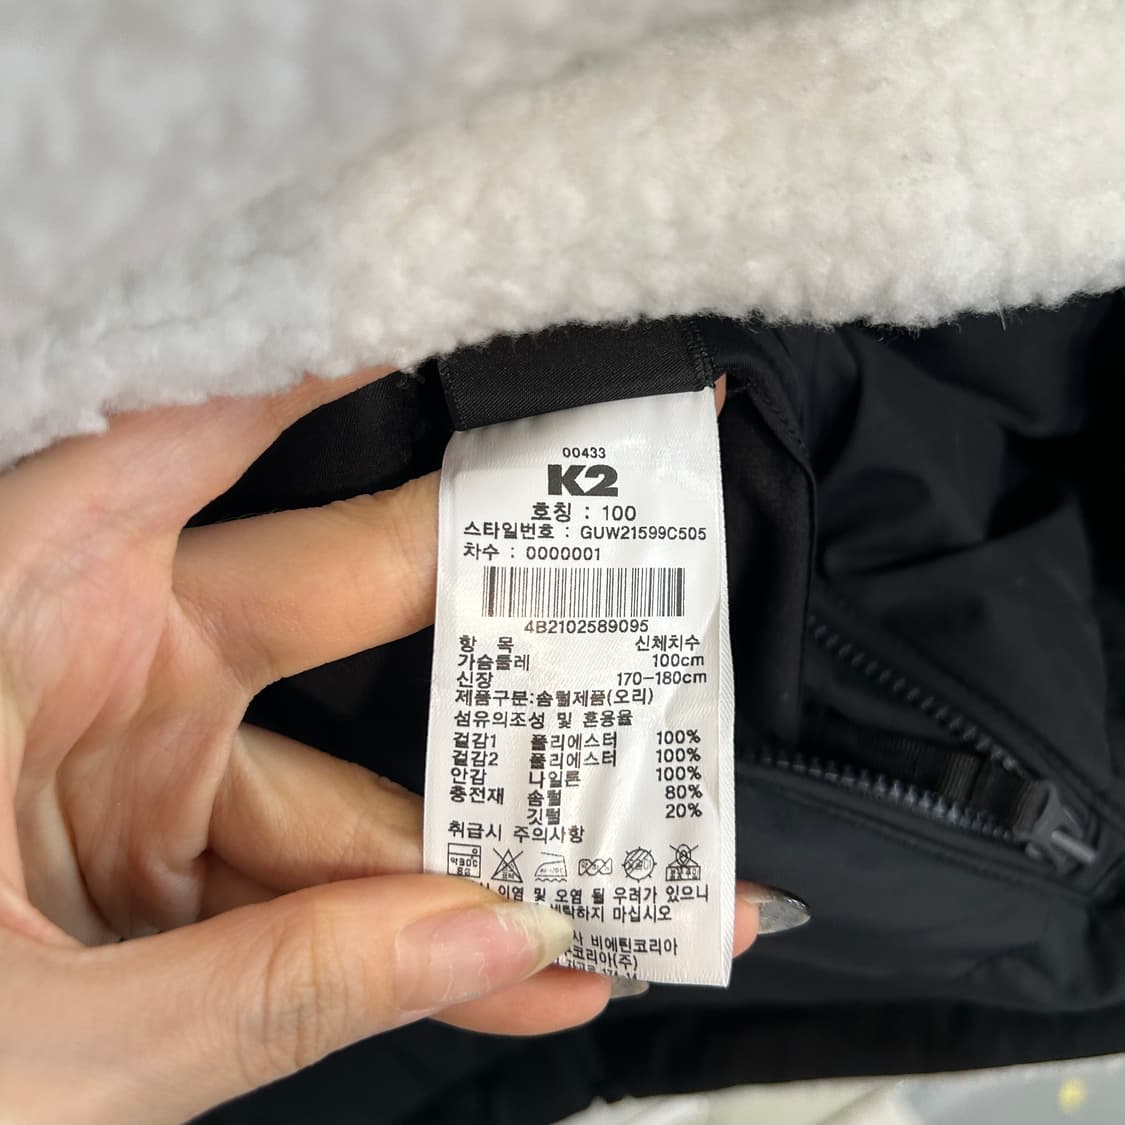 00433
K2
호칭 : 100
스타일번호 : GUW21599C505
차수 : 0000001
4B2102589095
항 목 신체치수
가슴둘레 100cm
신장 170-180cm
제품구분:솜털제품(오리)
섬유의조성 및 혼용율
겉감1 폴리에스터 100%
겉감2 폴리에스터 100%
안감 나일론 100%
충전재 솜털 80%
깃털 20%
취급시 주의사항
이염 및 오염 될 우려가 있으니
세탁하지 마십시오
비에틴코리아
코리아(주)